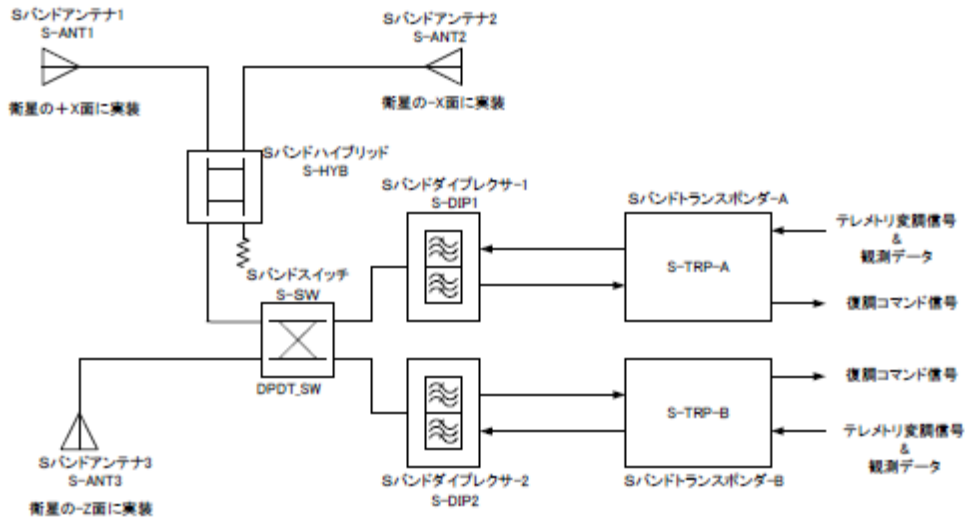 Sバンドアンテナ1
S-ANT1
衛星の+X面に実装
Sバンドアンテナ2
S-ANT2
衛星の-X面に実装
Sバンドハイブリッド
S-HYB
Sバンドスイッチ
S-SW
DPDT_SW
Sバンドアンテナ3
S-ANT3
衛星の-Z面に実装
Sバンドダイプレクサー-1
S-DIP1
Sバンドトランスポンダ-A
S-TRP-A
テレメトリ変調信号
&
観測データ
復調コマンド信号
Sバンドダイプレクサー-2
S-DIP2
S-TRP-B
Sバンドトランスポンダ-B
復調コマンド信号
テレメトリ変調信号
&
観測データ